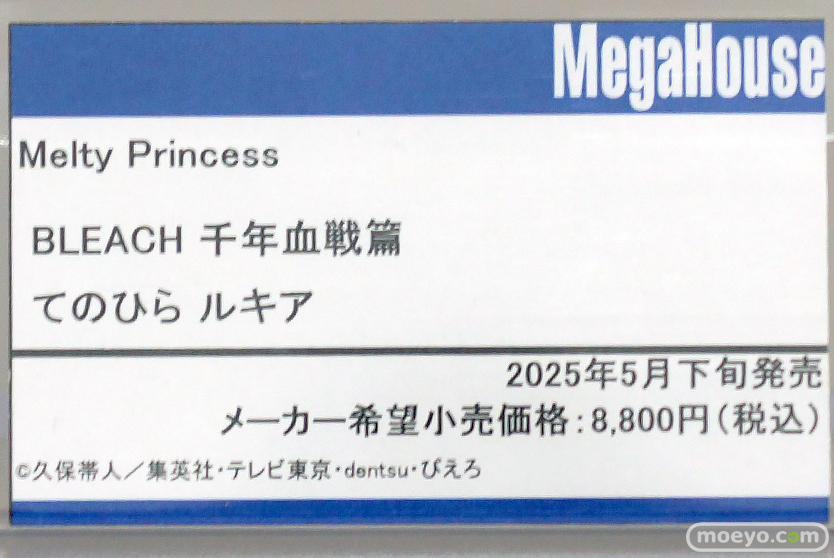 MegaHouse
Melty Princess
BLEACH 千年血戦篇
てのひら ルキア
2025年5月下旬発売
メーカー希望小売価格：8,800円（税込）
©久保帯人／集英社・テレビ東京・dentsu・ぴえろ
moeyo.com